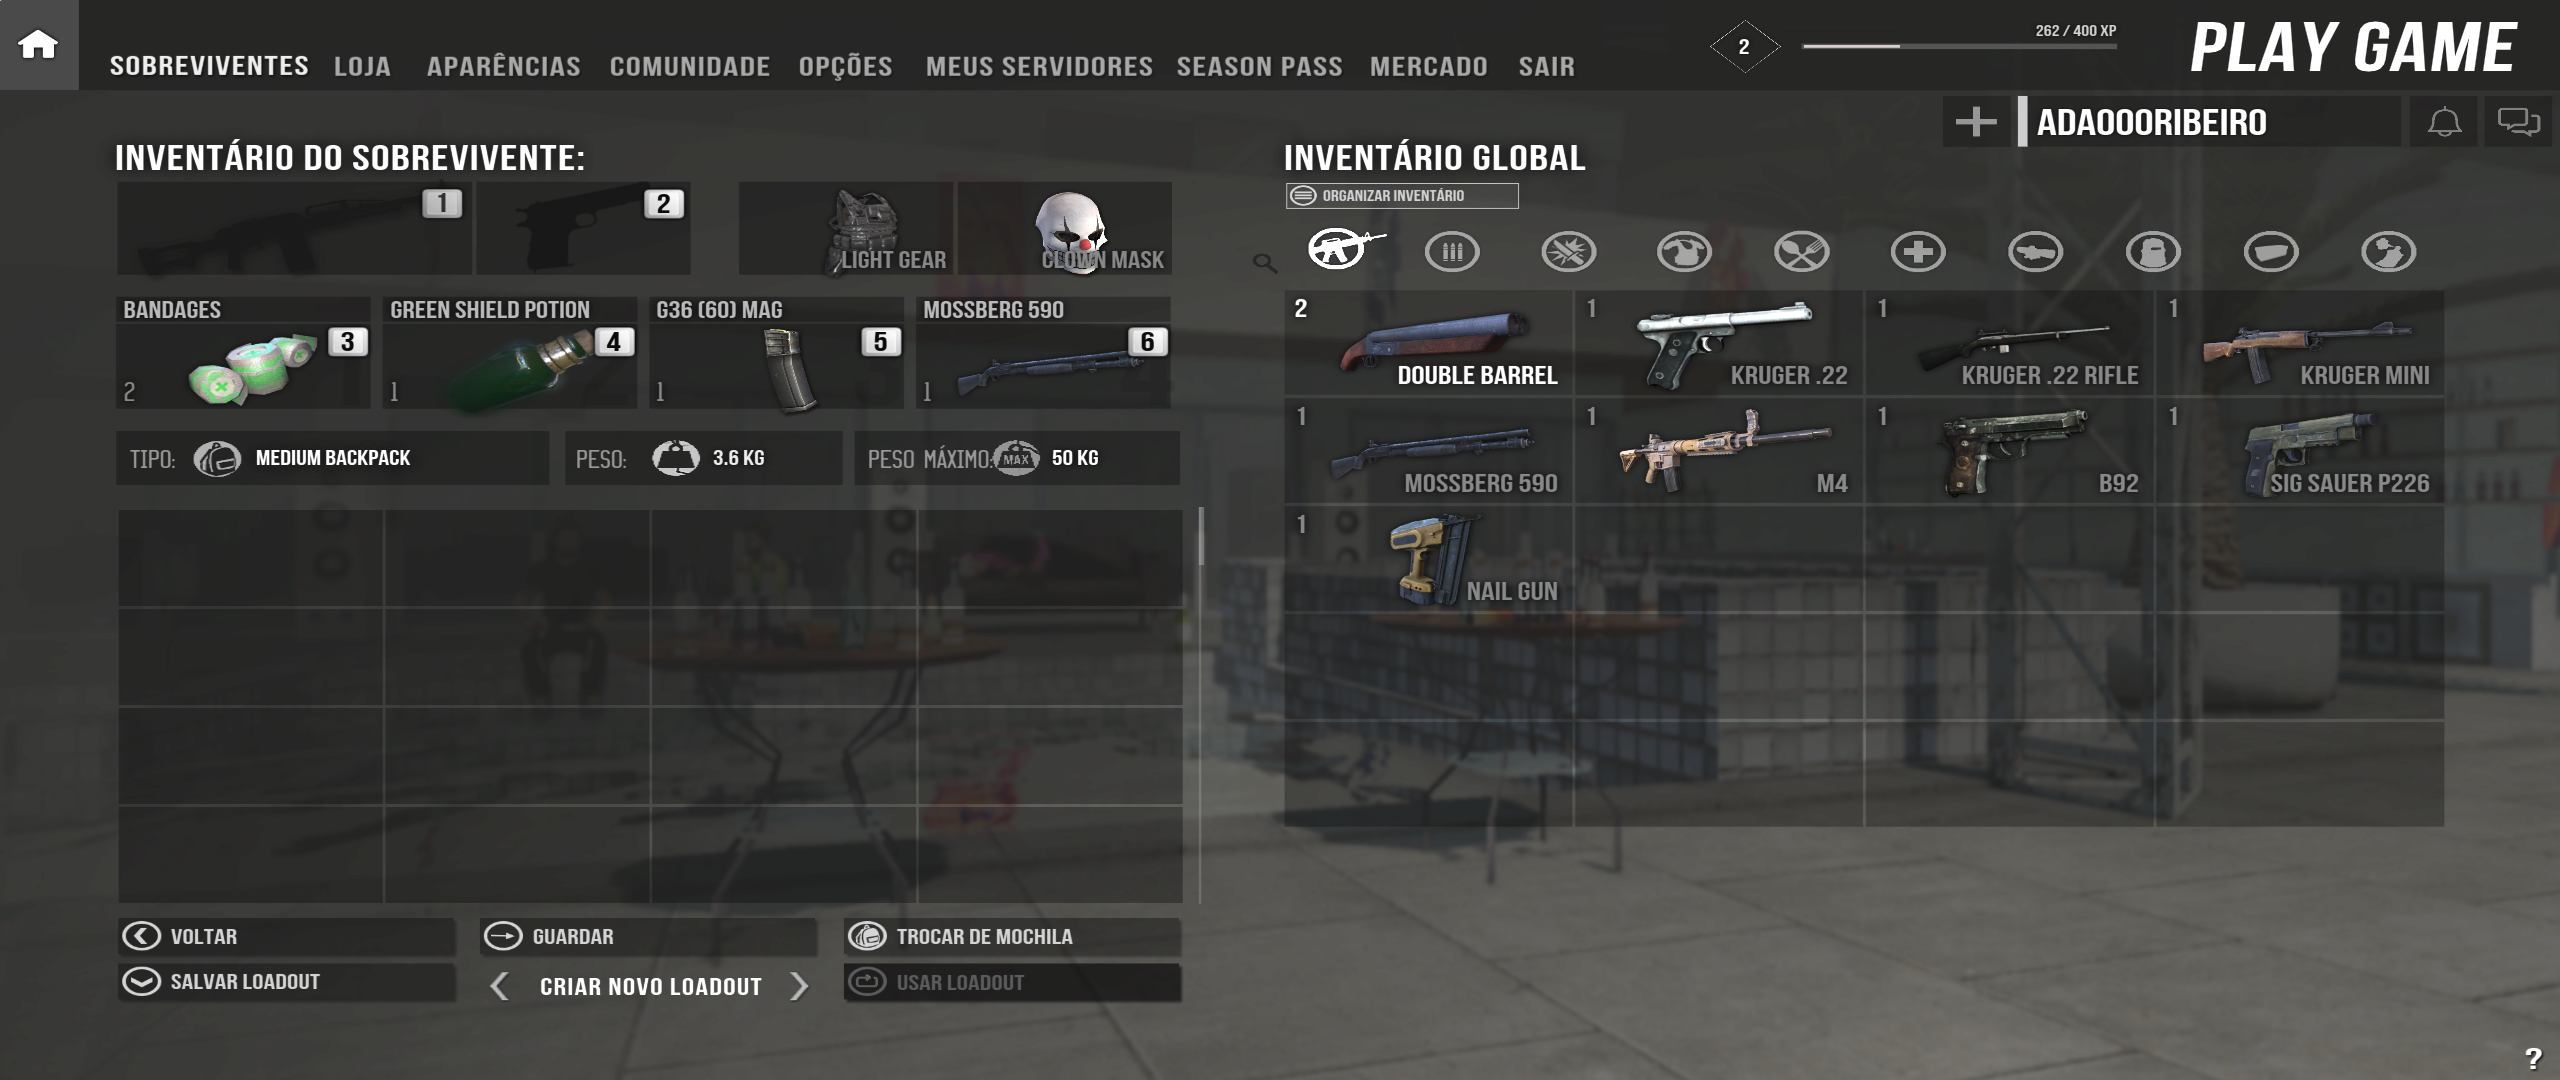 SOBREVIVENTES LOJA APARÊNCIAS COMUNIDADE OPÇÕES MEUS SERVIDORES SEASON PASS MERCADO SAIR
2
262 / 400 XP
PLAY GAME
ADAOOORIBEIRO
INVENTÁRIO DO SOBREVIVENTE:
1
2
LIGHT GEAR
CLOWN MASK
BANDAGES
3
2
GREEN SHIELD POTION
4
1
G36 (60) MAG
5
1
MOSSBERG 590
6
1
TIPO: MEDIUM BACKPACK
PESO: 3.6 KG
PESO MÁXIMO: MAX 50 KG
VOLTAR
GUARDAR
TROCAR DE MOCHILA
SALVAR LOADOUT
CRIAR NOVO LOADOUT
USAR LOADOUT
INVENTÁRIO GLOBAL
ORGANIZAR INVENTÁRIO
2
DOUBLE BARREL
1
KRUGER .22
1
KRUGER .22 RIFLE
1
KRUGER MINI
1
MOSSBERG 590
1
M4
1
B92
1
SIG SAUER P226
1
NAIL GUN
?